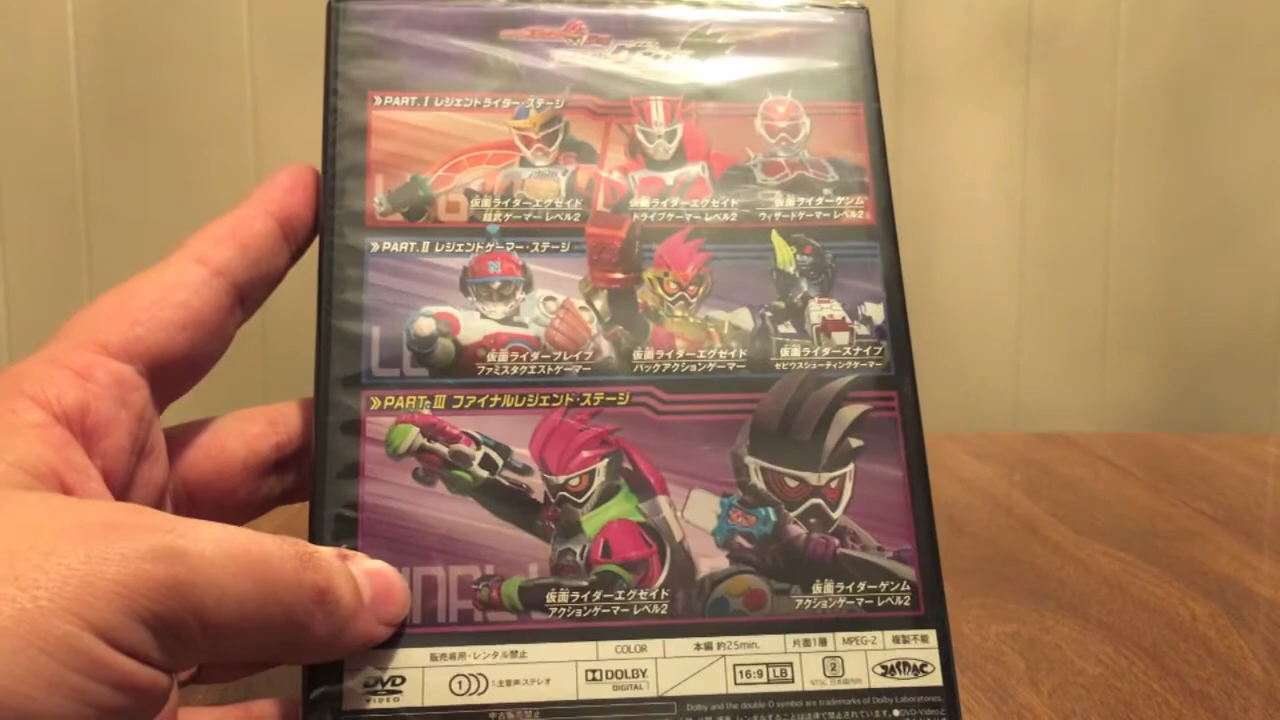 ≫PART.Ⅰ レジェンドライダー・ステージ
仮面ライダーエグゼイド
鎧武ゲーマー レベル2
仮面ライダーエグゼイド
ドライブゲーマー レベル2
仮面ライダーゲンム
ウィザードゲーマー レベル2
≫PART.Ⅱ レジェンドゲーマー・ステージ
N
仮面ライダーブレイブ
ファミスタクエストゲーマー
仮面ライダーエグゼイド
パックアクションゲーマー
仮面ライダースナイプ
ゼビウスシューティングゲーマー
≫PART.Ⅲ ファイナルレジェンド・ステージ
仮面ライダーエグゼイド
アクションゲーマー レベル2
仮面ライダーゲンム
アクションゲーマー レベル2
販売専用・レンタル禁止
COLOR
本編 約25min.
片面1層
MPEG-2
複製不能
DVD
VIDEO
1.主音声:ステレオ
DOLBY
DIGITAL
16:9 LB
2
NTSC 日本国内向
JASRAC
中古販売禁止
Dolby and the double-D symbol are trademarks of Dolby Laboratories.